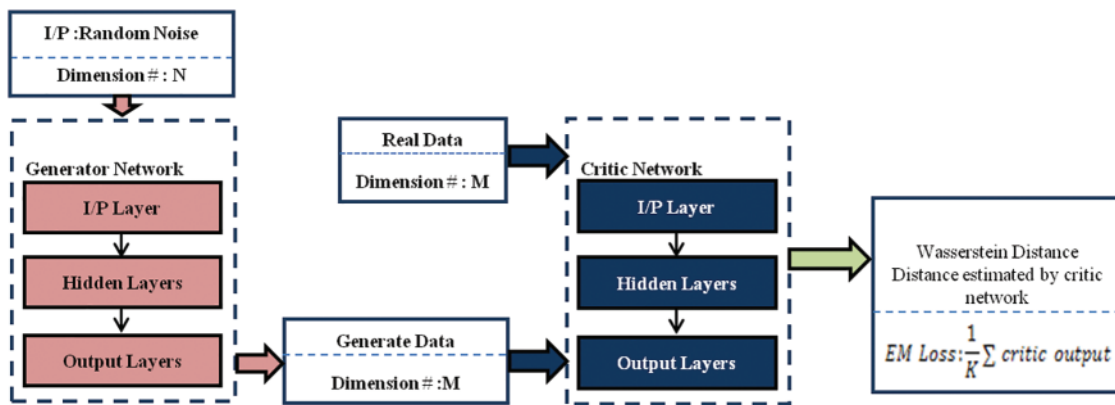 I/P :Random Noise
Dimension # : N
Generator Network
I/P Layer
Hidden Layers
Output Layers
Real Data
Dimension # : M
Generate Data
Dimension #:M
Critic Network
I/P Layer
Hidden Layers
Output Layers
Wasserstein Distance
Distance estimated by critic
network
EM Loss: 1/K ∑ critic output